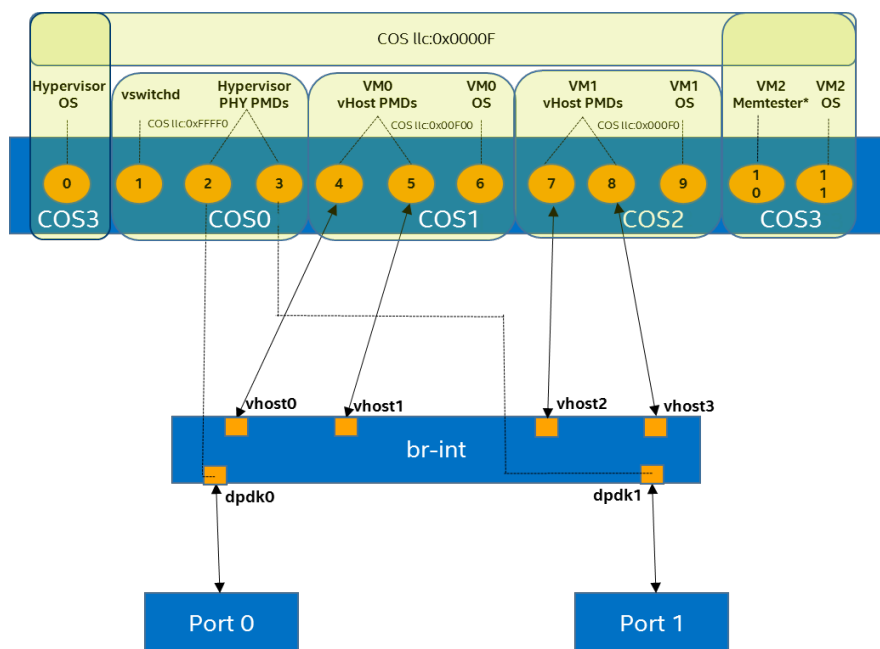 COS llc:0x0000F
Hypervisor
OS
vswitchd
Hypervisor
PHY PMDs
VM0
vHost PMDs
VM0
OS
VM1
vHost PMDs
VM1
OS
VM2
Memtester*
VM2
OS
COS llc:0xFFFF0
COS llc:0x00F00
COS llc:0x000F0
0
1
2
3
4
5
6
7
8
9
1
0
1
1
COS3
COS0
COS1
COS2
COS3
vhost0
vhost1
vhost2
vhost3
br-int
dpdk0
dpdk1
Port 0
Port 1